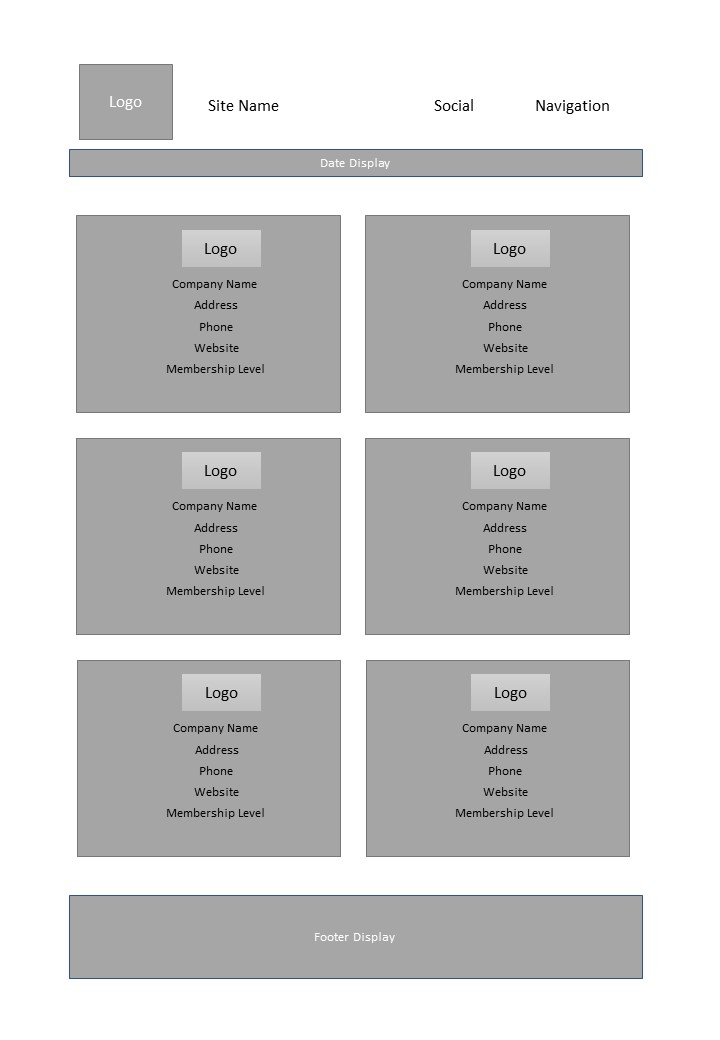 Logo
Site Name
Social
Navigation
Date Display
Logo
Company Name
Address
Phone
Website
Membership Level
Logo
Company Name
Address
Phone
Website
Membership Level
Logo
Company Name
Address
Phone
Website
Membership Level
Logo
Company Name
Address
Phone
Website
Membership Level
Logo
Company Name
Address
Phone
Website
Membership Level
Logo
Company Name
Address
Phone
Website
Membership Level
Footer Display